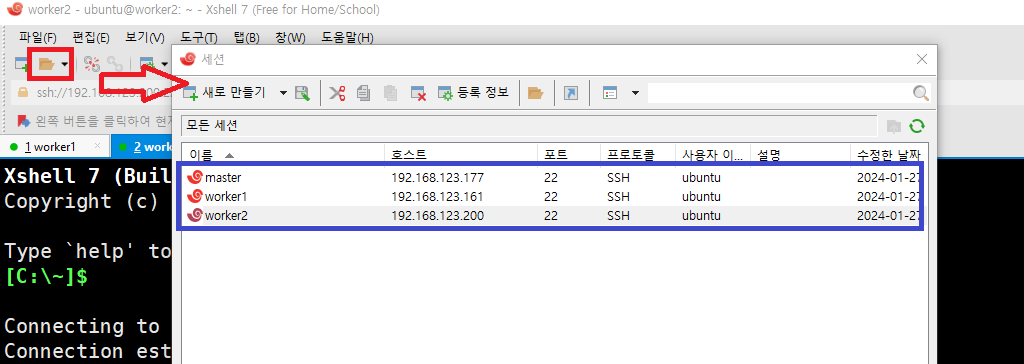 worker2 - ubuntu@worker2: ~ - Xshell 7 (Free for Home/School)
파일(F) 편집(E) 보기(V) 도구(T) 탭(B) 창(W) 도움말(H)
세션
ssh://192.168.123.200:2
새로 만들기 등록 정보
왼쪽 버튼을 클릭하여 현재
모든 세션
1 worker1 × 2 work
이름 호스트 포트 프로토콜 사용자 이... 설명 수정한 날짜
master 192.168.123.177 22 SSH ubuntu 2024-01-27
worker1 192.168.123.161 22 SSH ubuntu 2024-01-27
worker2 192.168.123.200 22 SSH ubuntu 2024-01-27
Xshell 7 (Buil
Copyright (c)
Type `help' to
[C:\~]$
Connecting to
Connection est